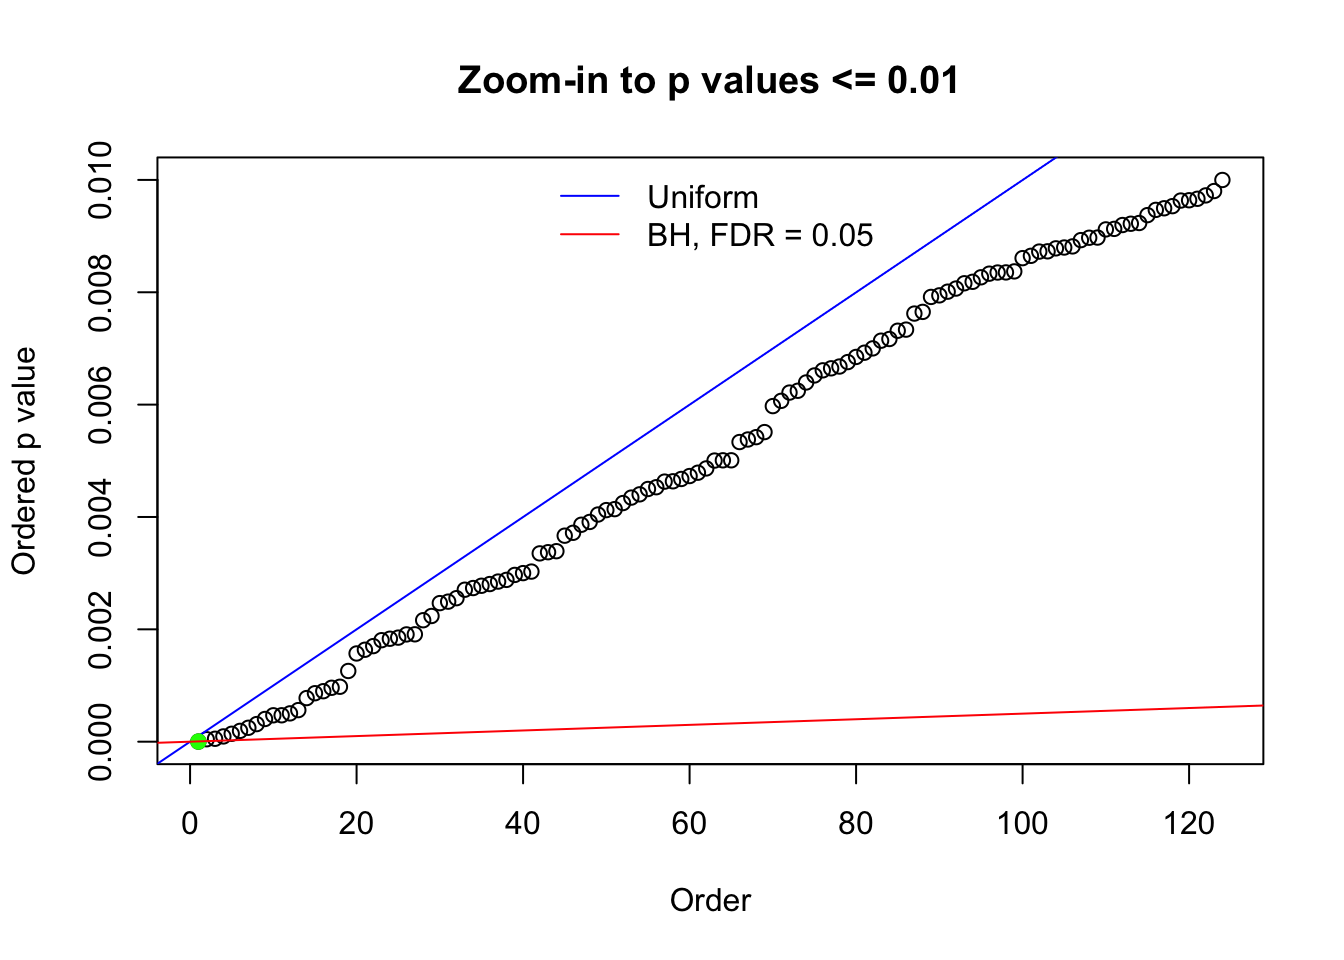 Zoom-in to p values <= 0.01
Uniform
BH, FDR = 0.05
Ordered p value
0.010
0.008
0.006
0.004
0.002
0.000
0 20 40 60 80 100 120
Order